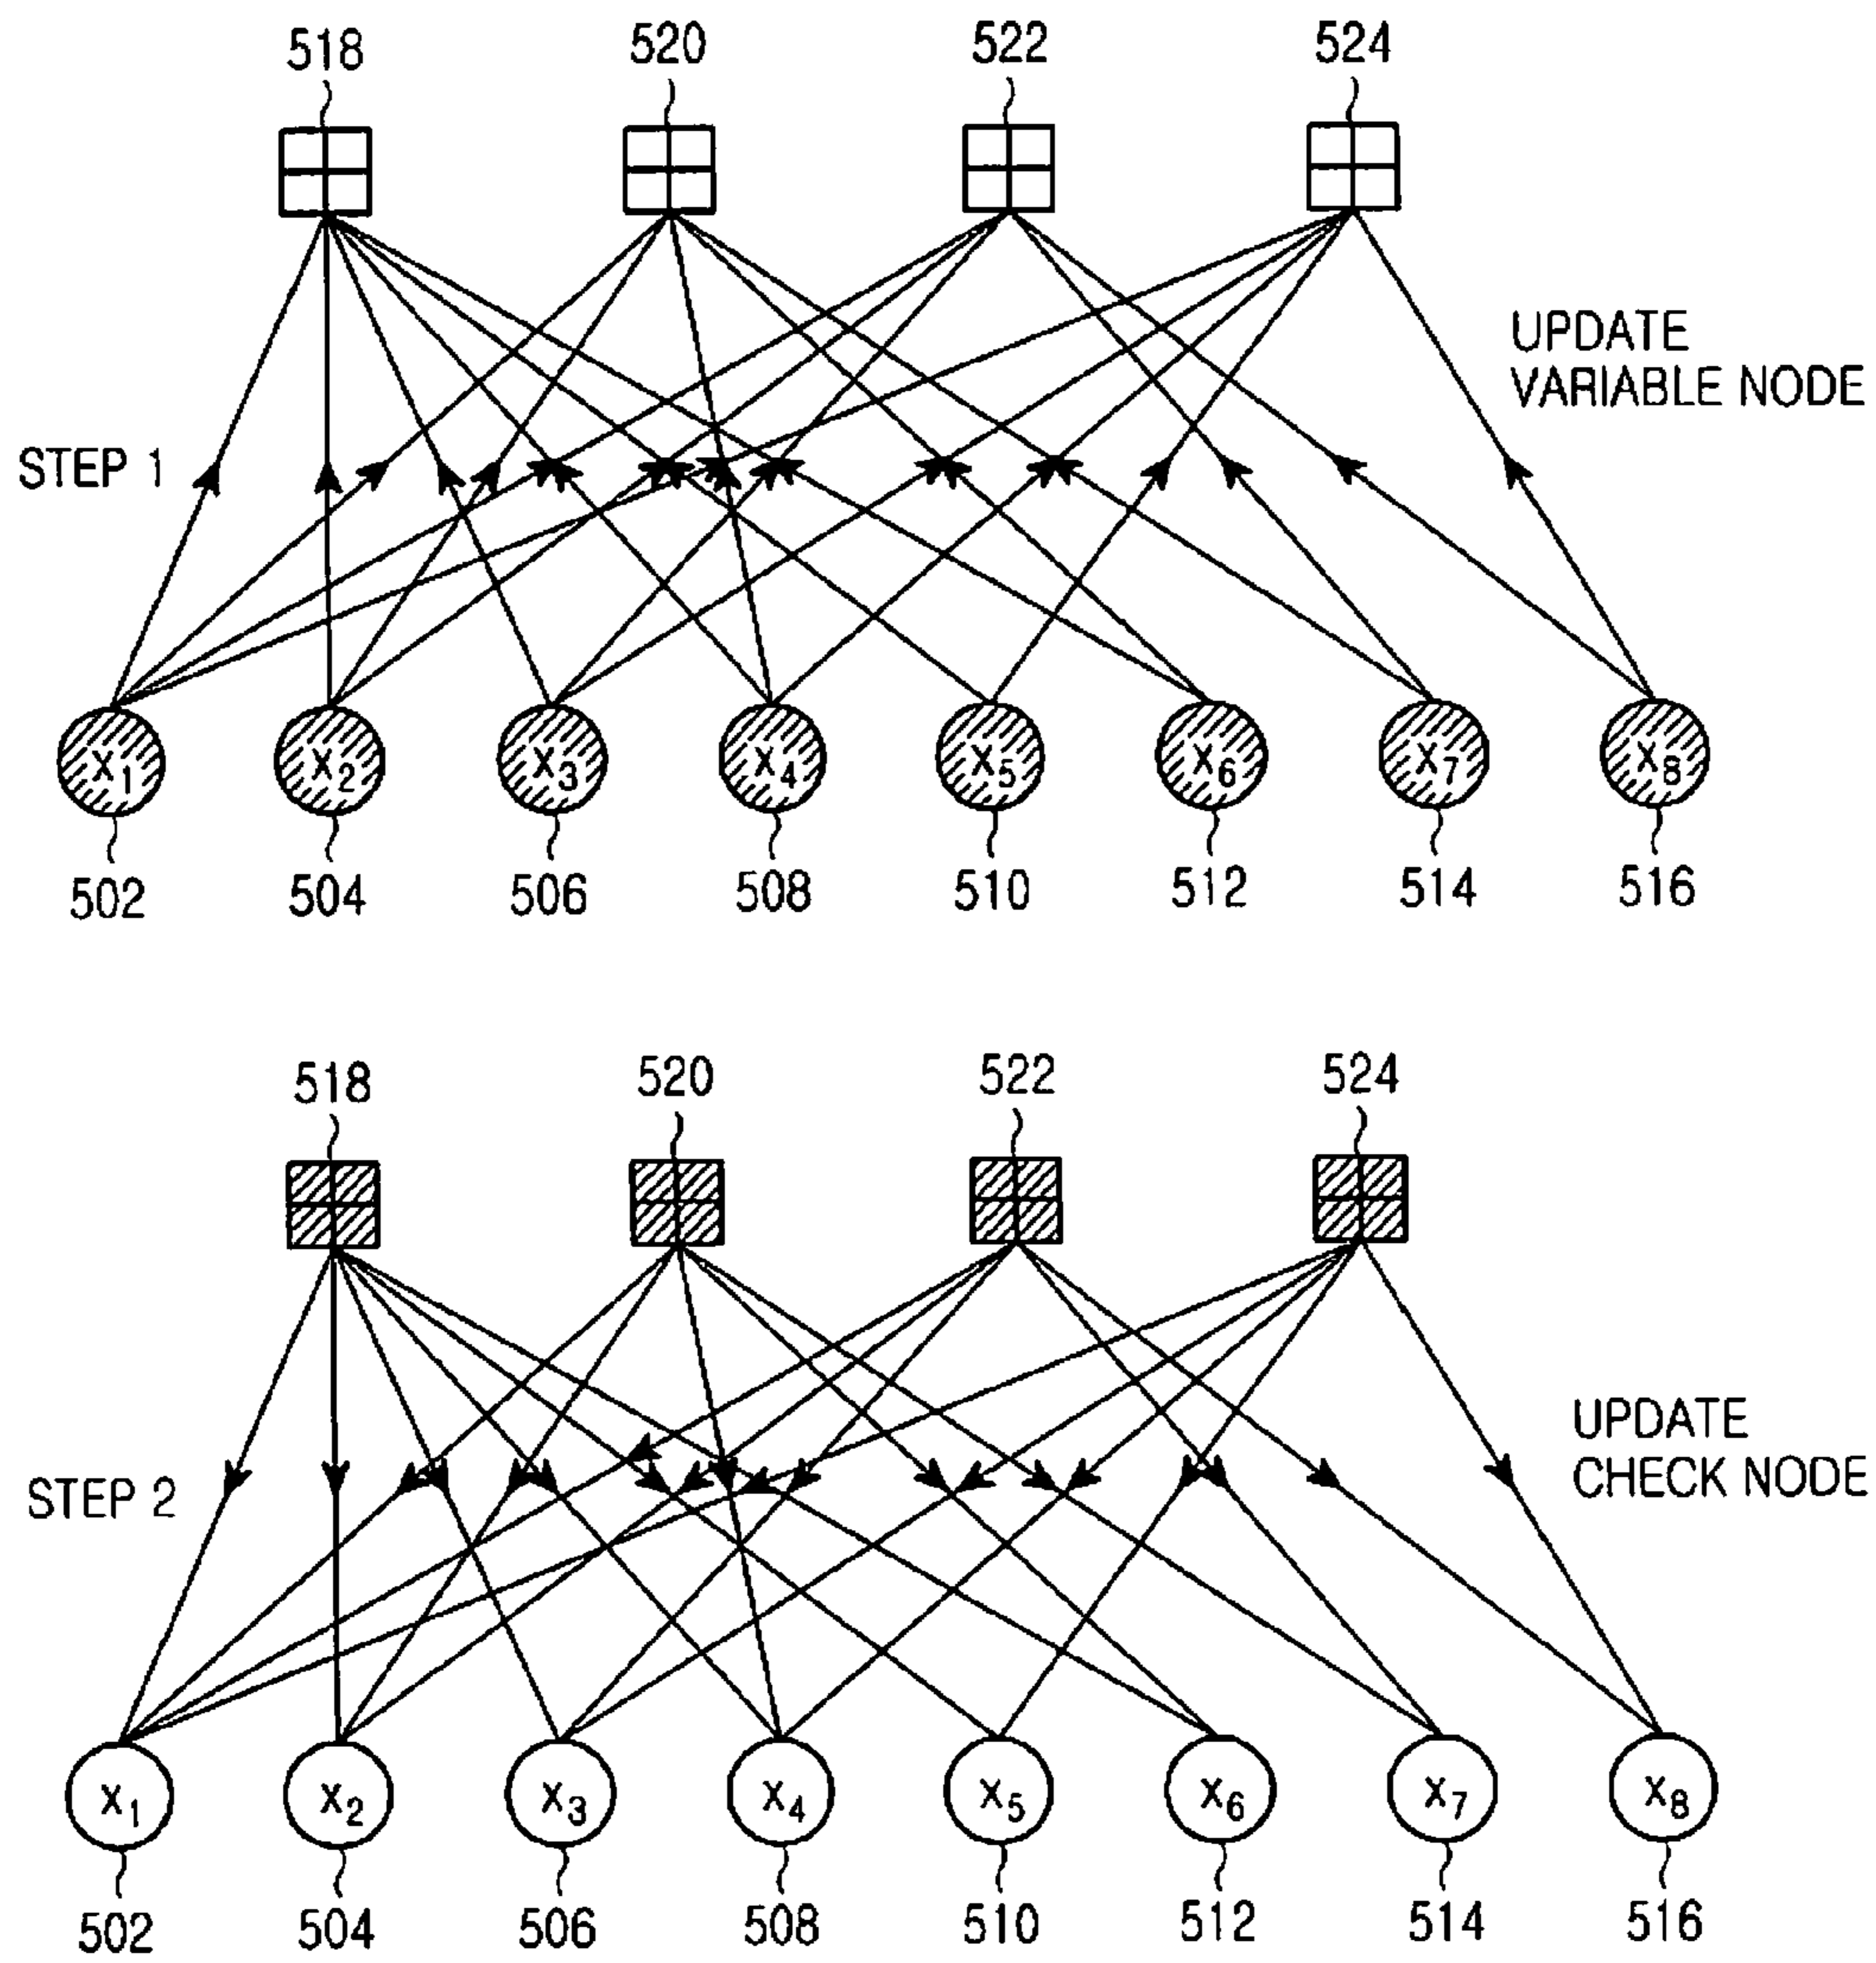 518 520 522 524
UPDATE
VARIABLE NODE
STEP 1
X1 X2 X3 X4 X5 X6 X7 X8
502 504 506 508 510 512 514 516
518 520 522 524
UPDATE
CHECK NODE
STEP 2
X1 X2 X3 X4 X5 X6 X7 X8
502 504 506 508 510 512 514 516